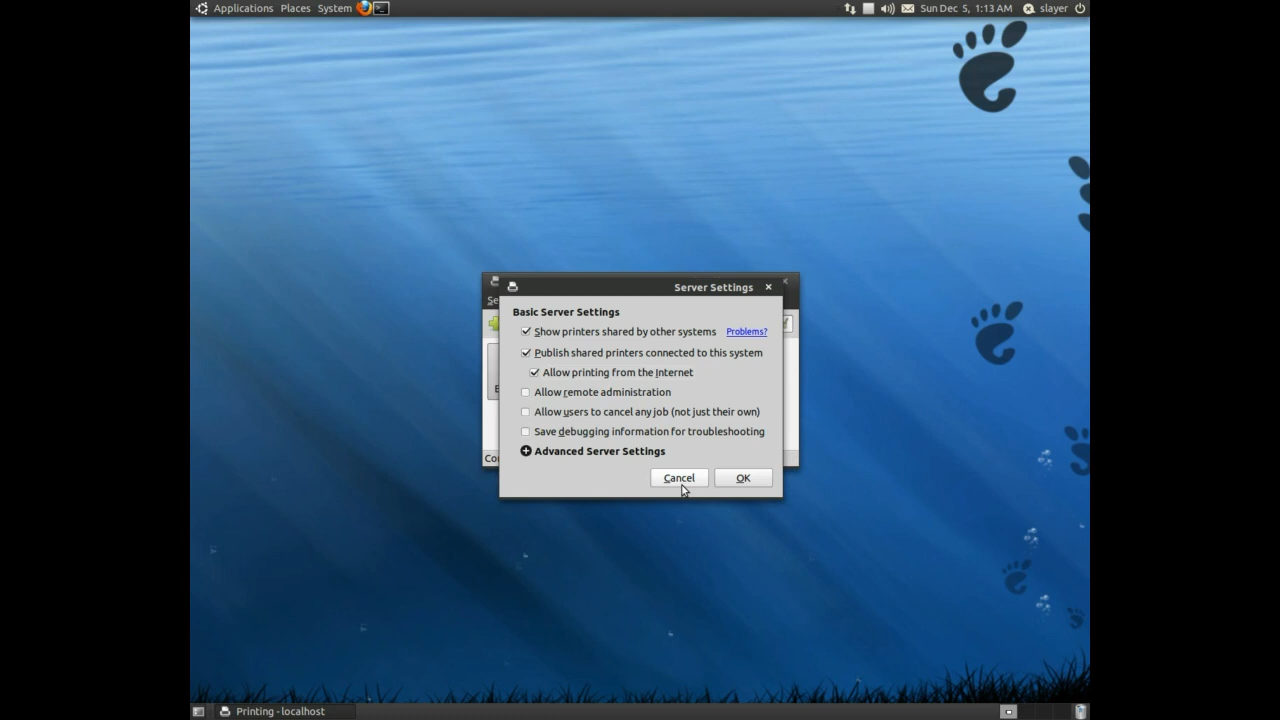 Applications Places System
Sun Dec 5, 1:13 AM slayer
Server Settings
Se
Basic Server Settings
Show printers shared by other systems Problems?
Publish shared printers connected to this system
Allow printing from the Internet
Allow remote administration
Allow users to cancel any job (not just their own)
Save debugging information for troubleshooting
Advanced Server Settings
Cancel OK
Printing - localhost